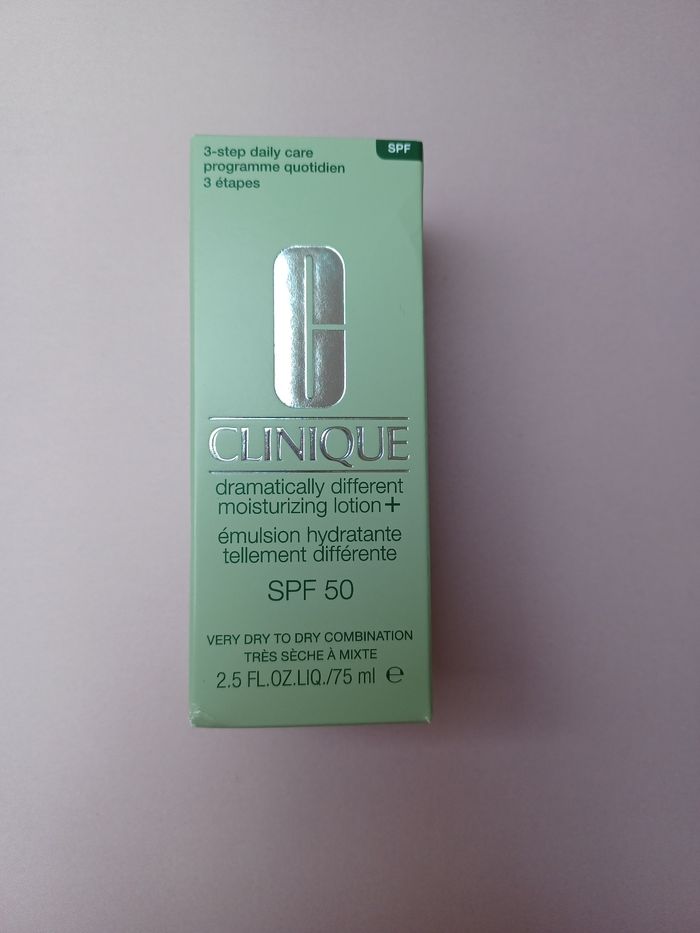 3-step daily care
programme quotidien
3 étapes
SPF
CLINIQUE
dramatically different
moisturizing lotion+
émulsion hydratante
tellement différente
SPF 50
VERY DRY TO DRY COMBINATION
TRÈS SÈCHE À MIXTE
2.5 FL.OZ.LIQ./75 ml ℮